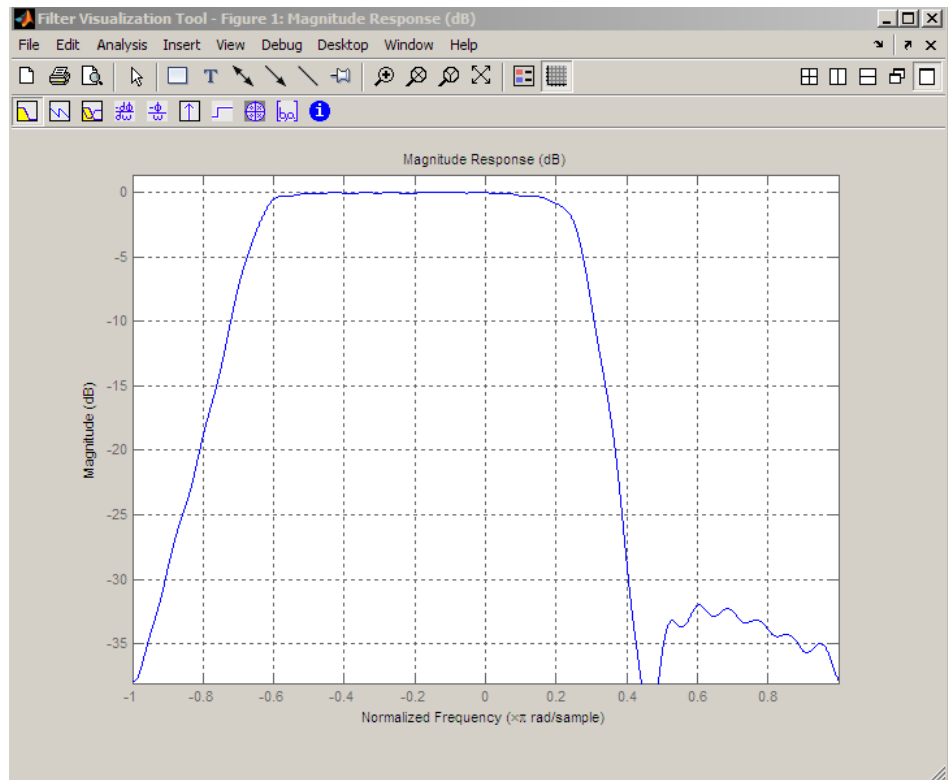 Filter Visualization Tool - Figure 1: Magnitude Response (dB)
File Edit Analysis Insert View Debug Desktop Window Help
Magnitude Response (dB)
0
-5
-10
-15
-20
-25
-30
-35
Magnitude (dB)
-1 -0.8 -0.6 -0.4 -0.2 0 0.2 0.4 0.6 0.8
Normalized Frequency (×π rad/sample)